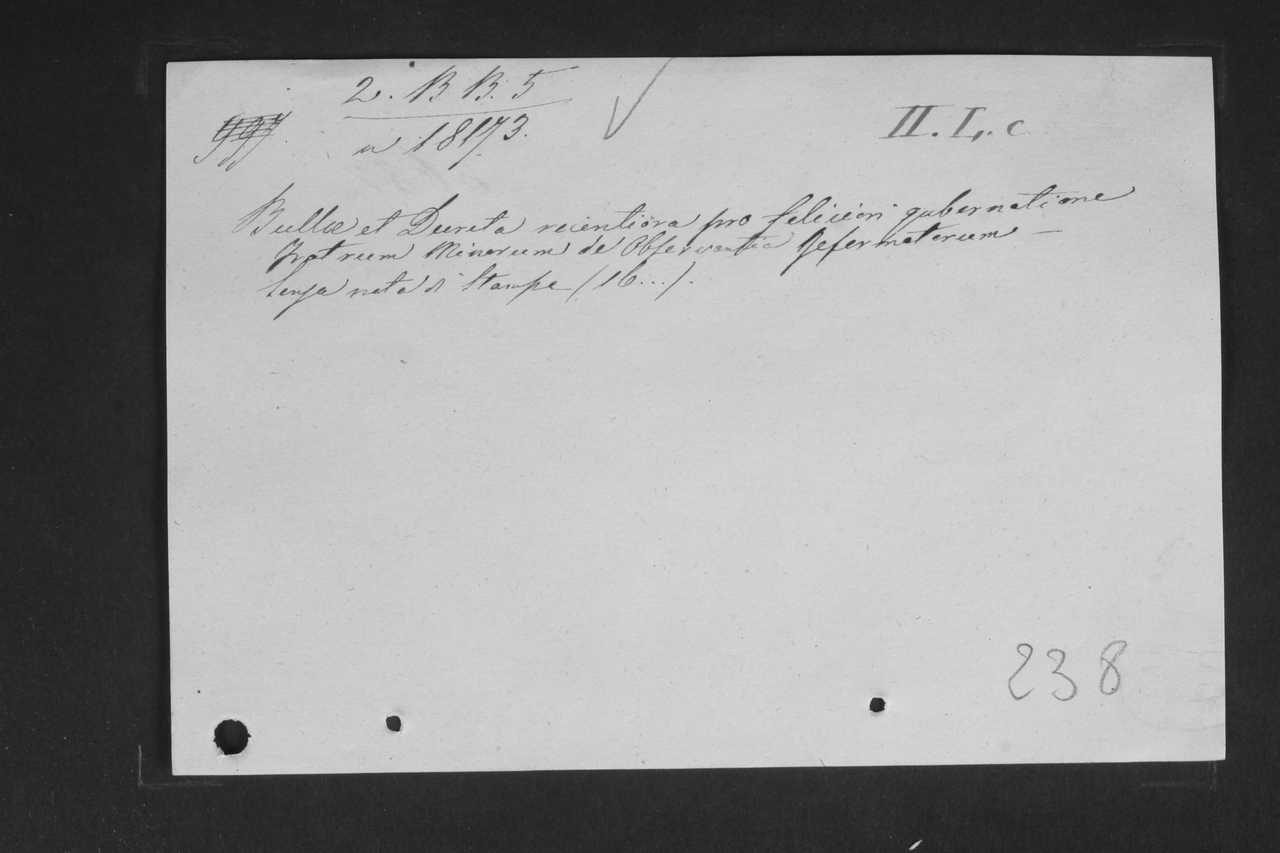 2. B B. 5
n 18173.
II. I. c
Bullæ et Decreta recentiora pro feliciori gubernatione
Fratrum Minorum de Observantia Reformatorum —
senza nota di Stampa (16...).
238